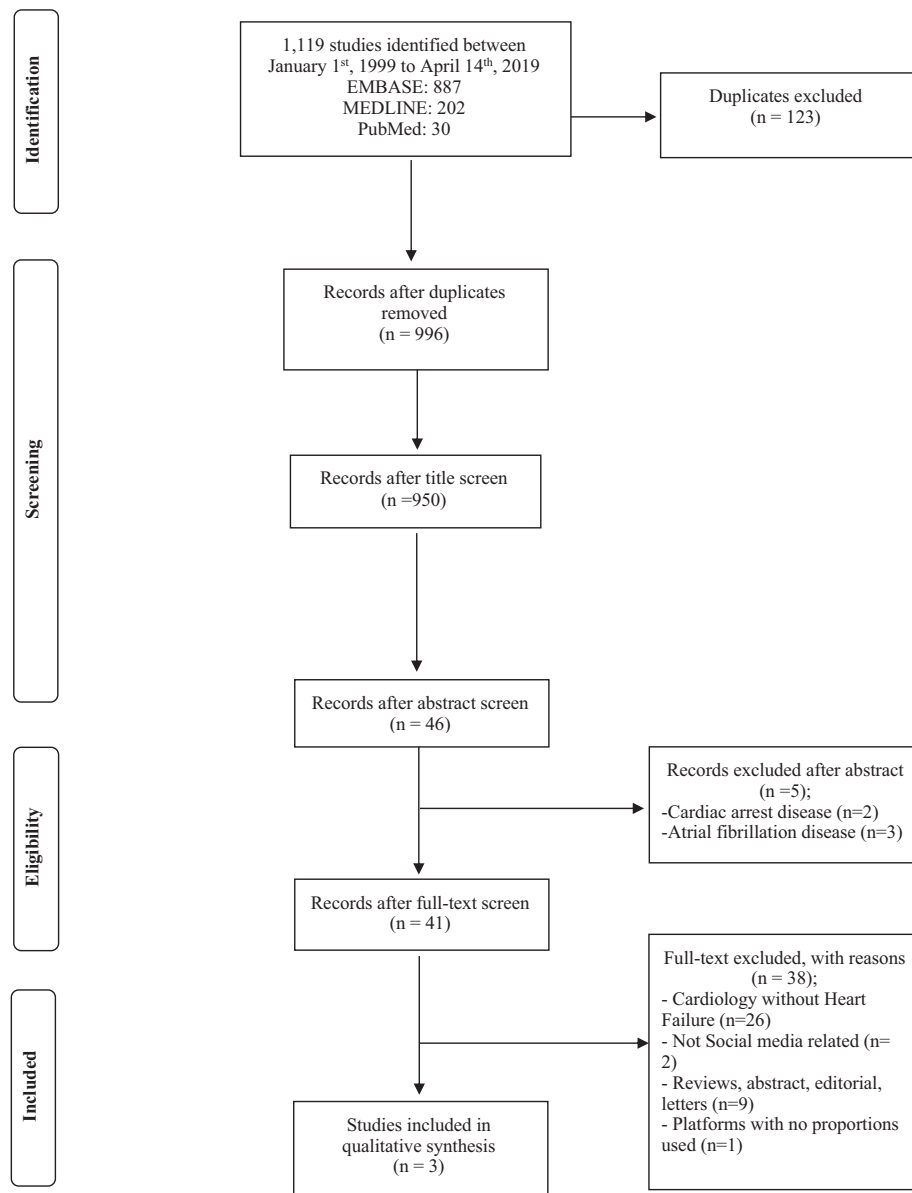 Identification
1,119 studies identified between
January 1st, 1999 to April 14th, 2019
EMBASE: 887
MEDLINE: 202
PubMed: 30
Duplicates excluded
(n = 123)
Screening
Records after duplicates
removed
(n = 996)
Records after title screen
(n =950)
Records after abstract screen
(n = 46)
Eligibility
Records excluded after abstract
(n =5);
-Cardiac arrest disease (n=2)
-Atrial fibrillation disease (n=3)
Records after full-text screen
(n = 41)
Included
Full-text excluded, with reasons
(n = 38);
- Cardiology without Heart
Failure (n=26)
- Not Social media related (n=
2)
- Reviews, abstract, editorial,
letters (n=9)
- Platforms with no proportions
used (n=1)
Studies included in
qualitative synthesis
(n = 3)